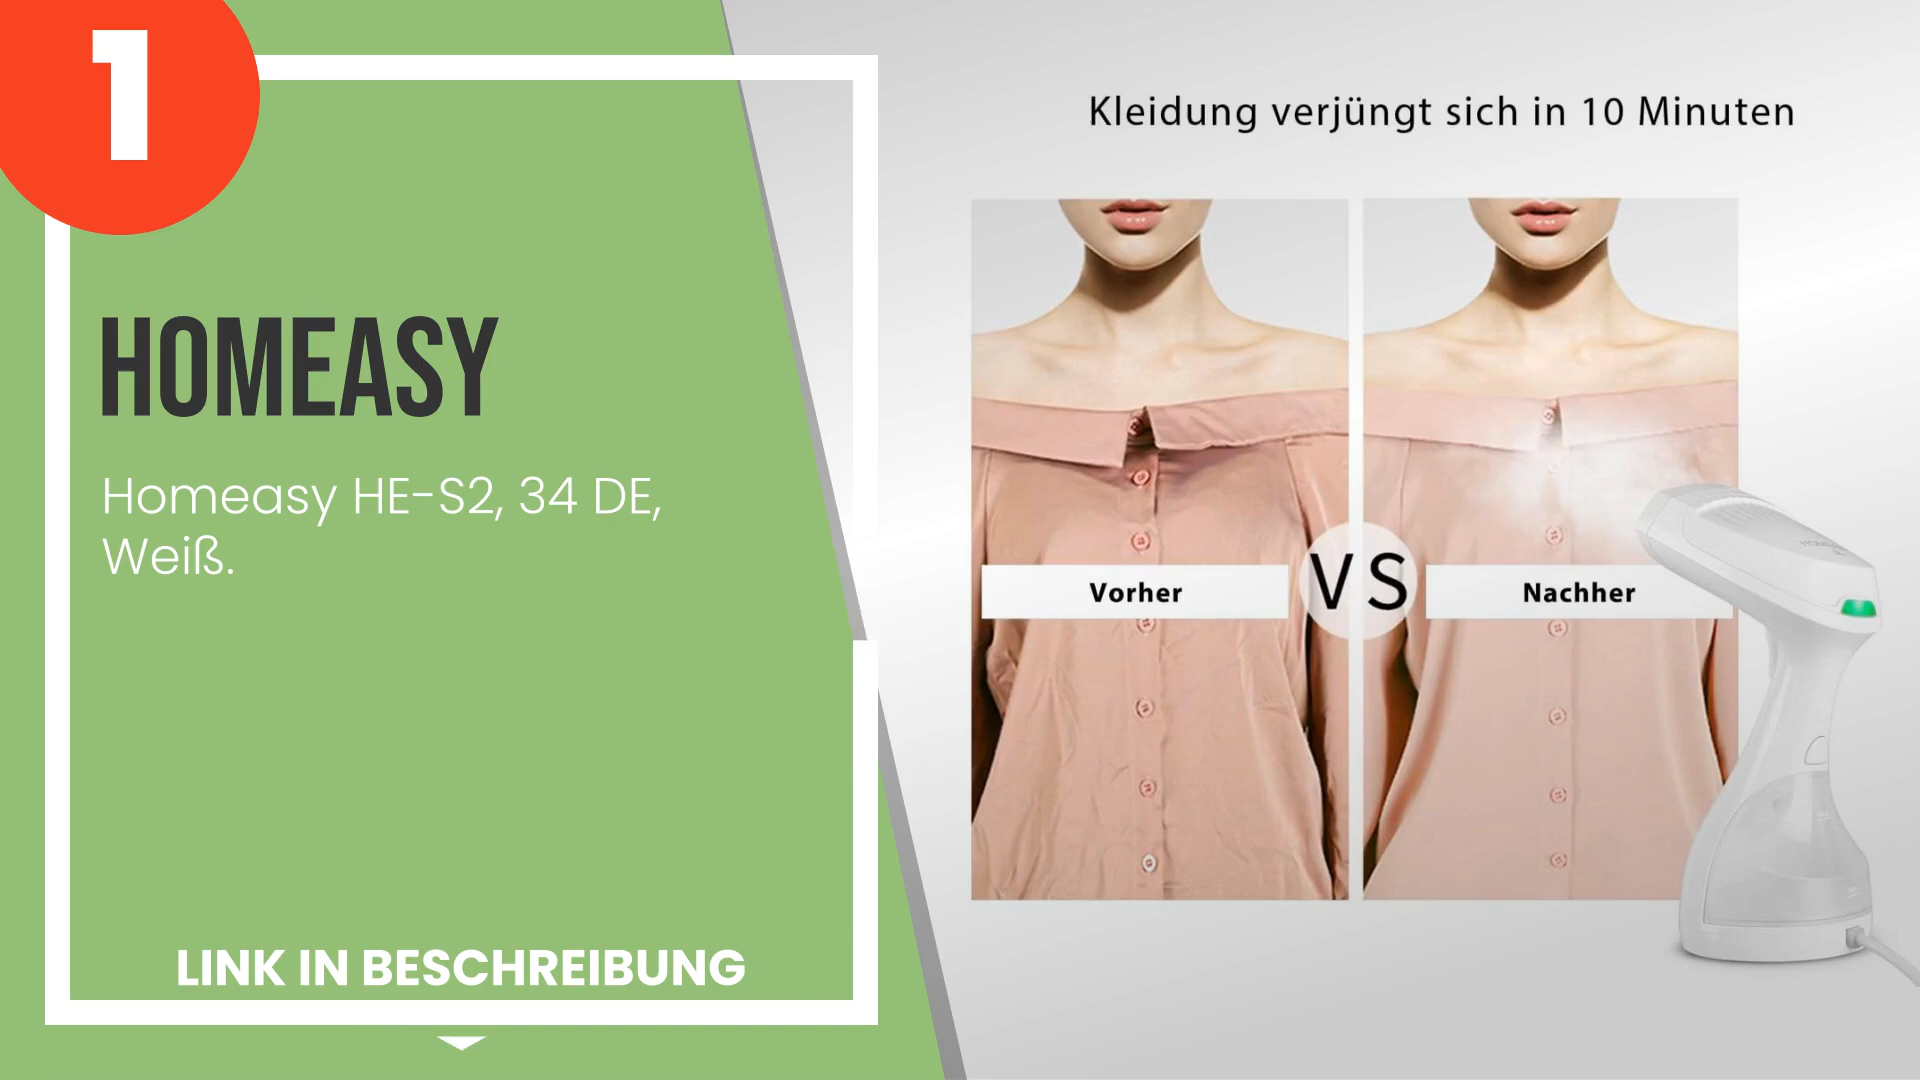 1
HOMEASY
Homeasy HE-S2, 34 DE,
Weiß.
LINK IN BESCHREIBUNG
Kleidung verjüngt sich in 10 Minuten
Vorher
VS
Nachher